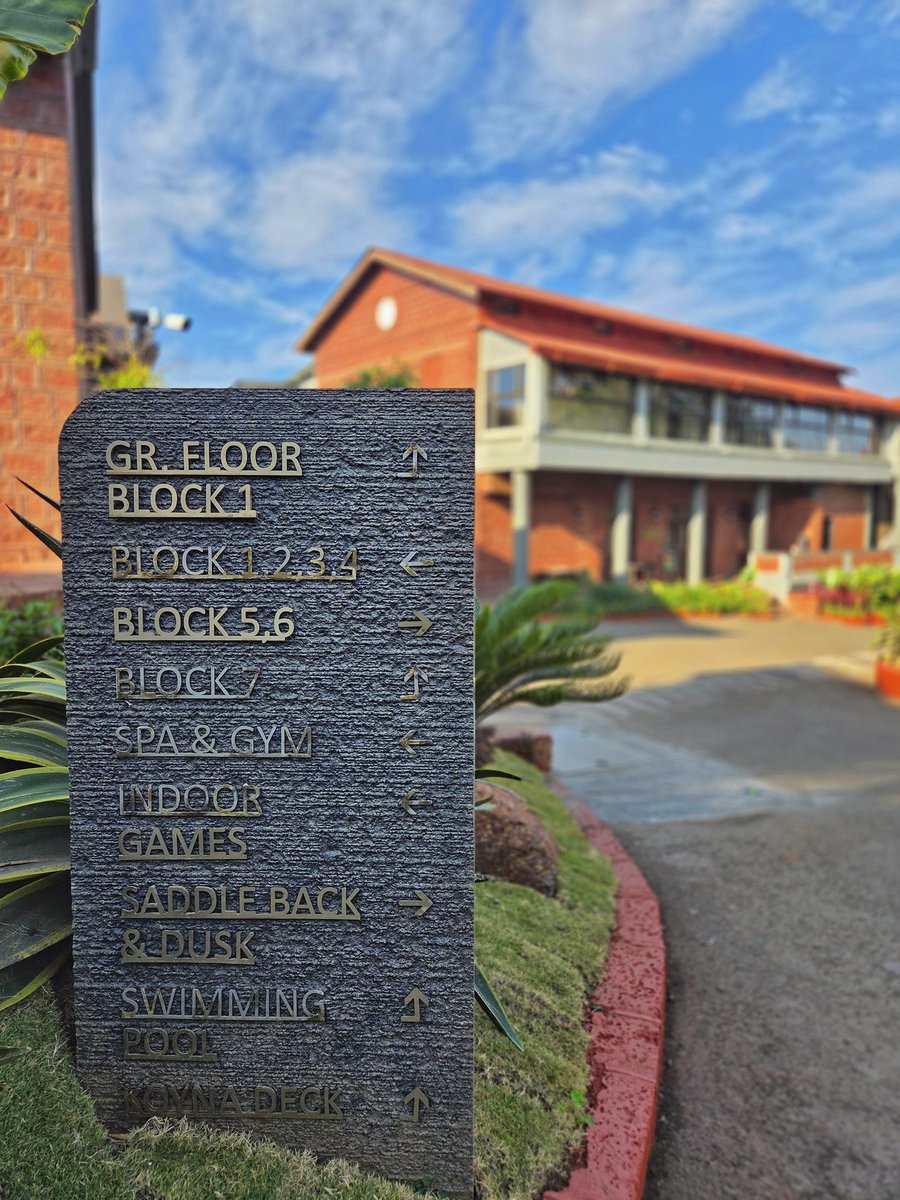 GR. FLOOR ↑
BLOCK 1
BLOCK 1,2,3,4 ←
BLOCK 5,6 →
BLOCK 7 ↑
SPA & GYM ←
INDOOR ←
GAMES
SADDLE BACK →
& DUSK
SWIMMING ↑
POOL
KOYNA DECK ↑